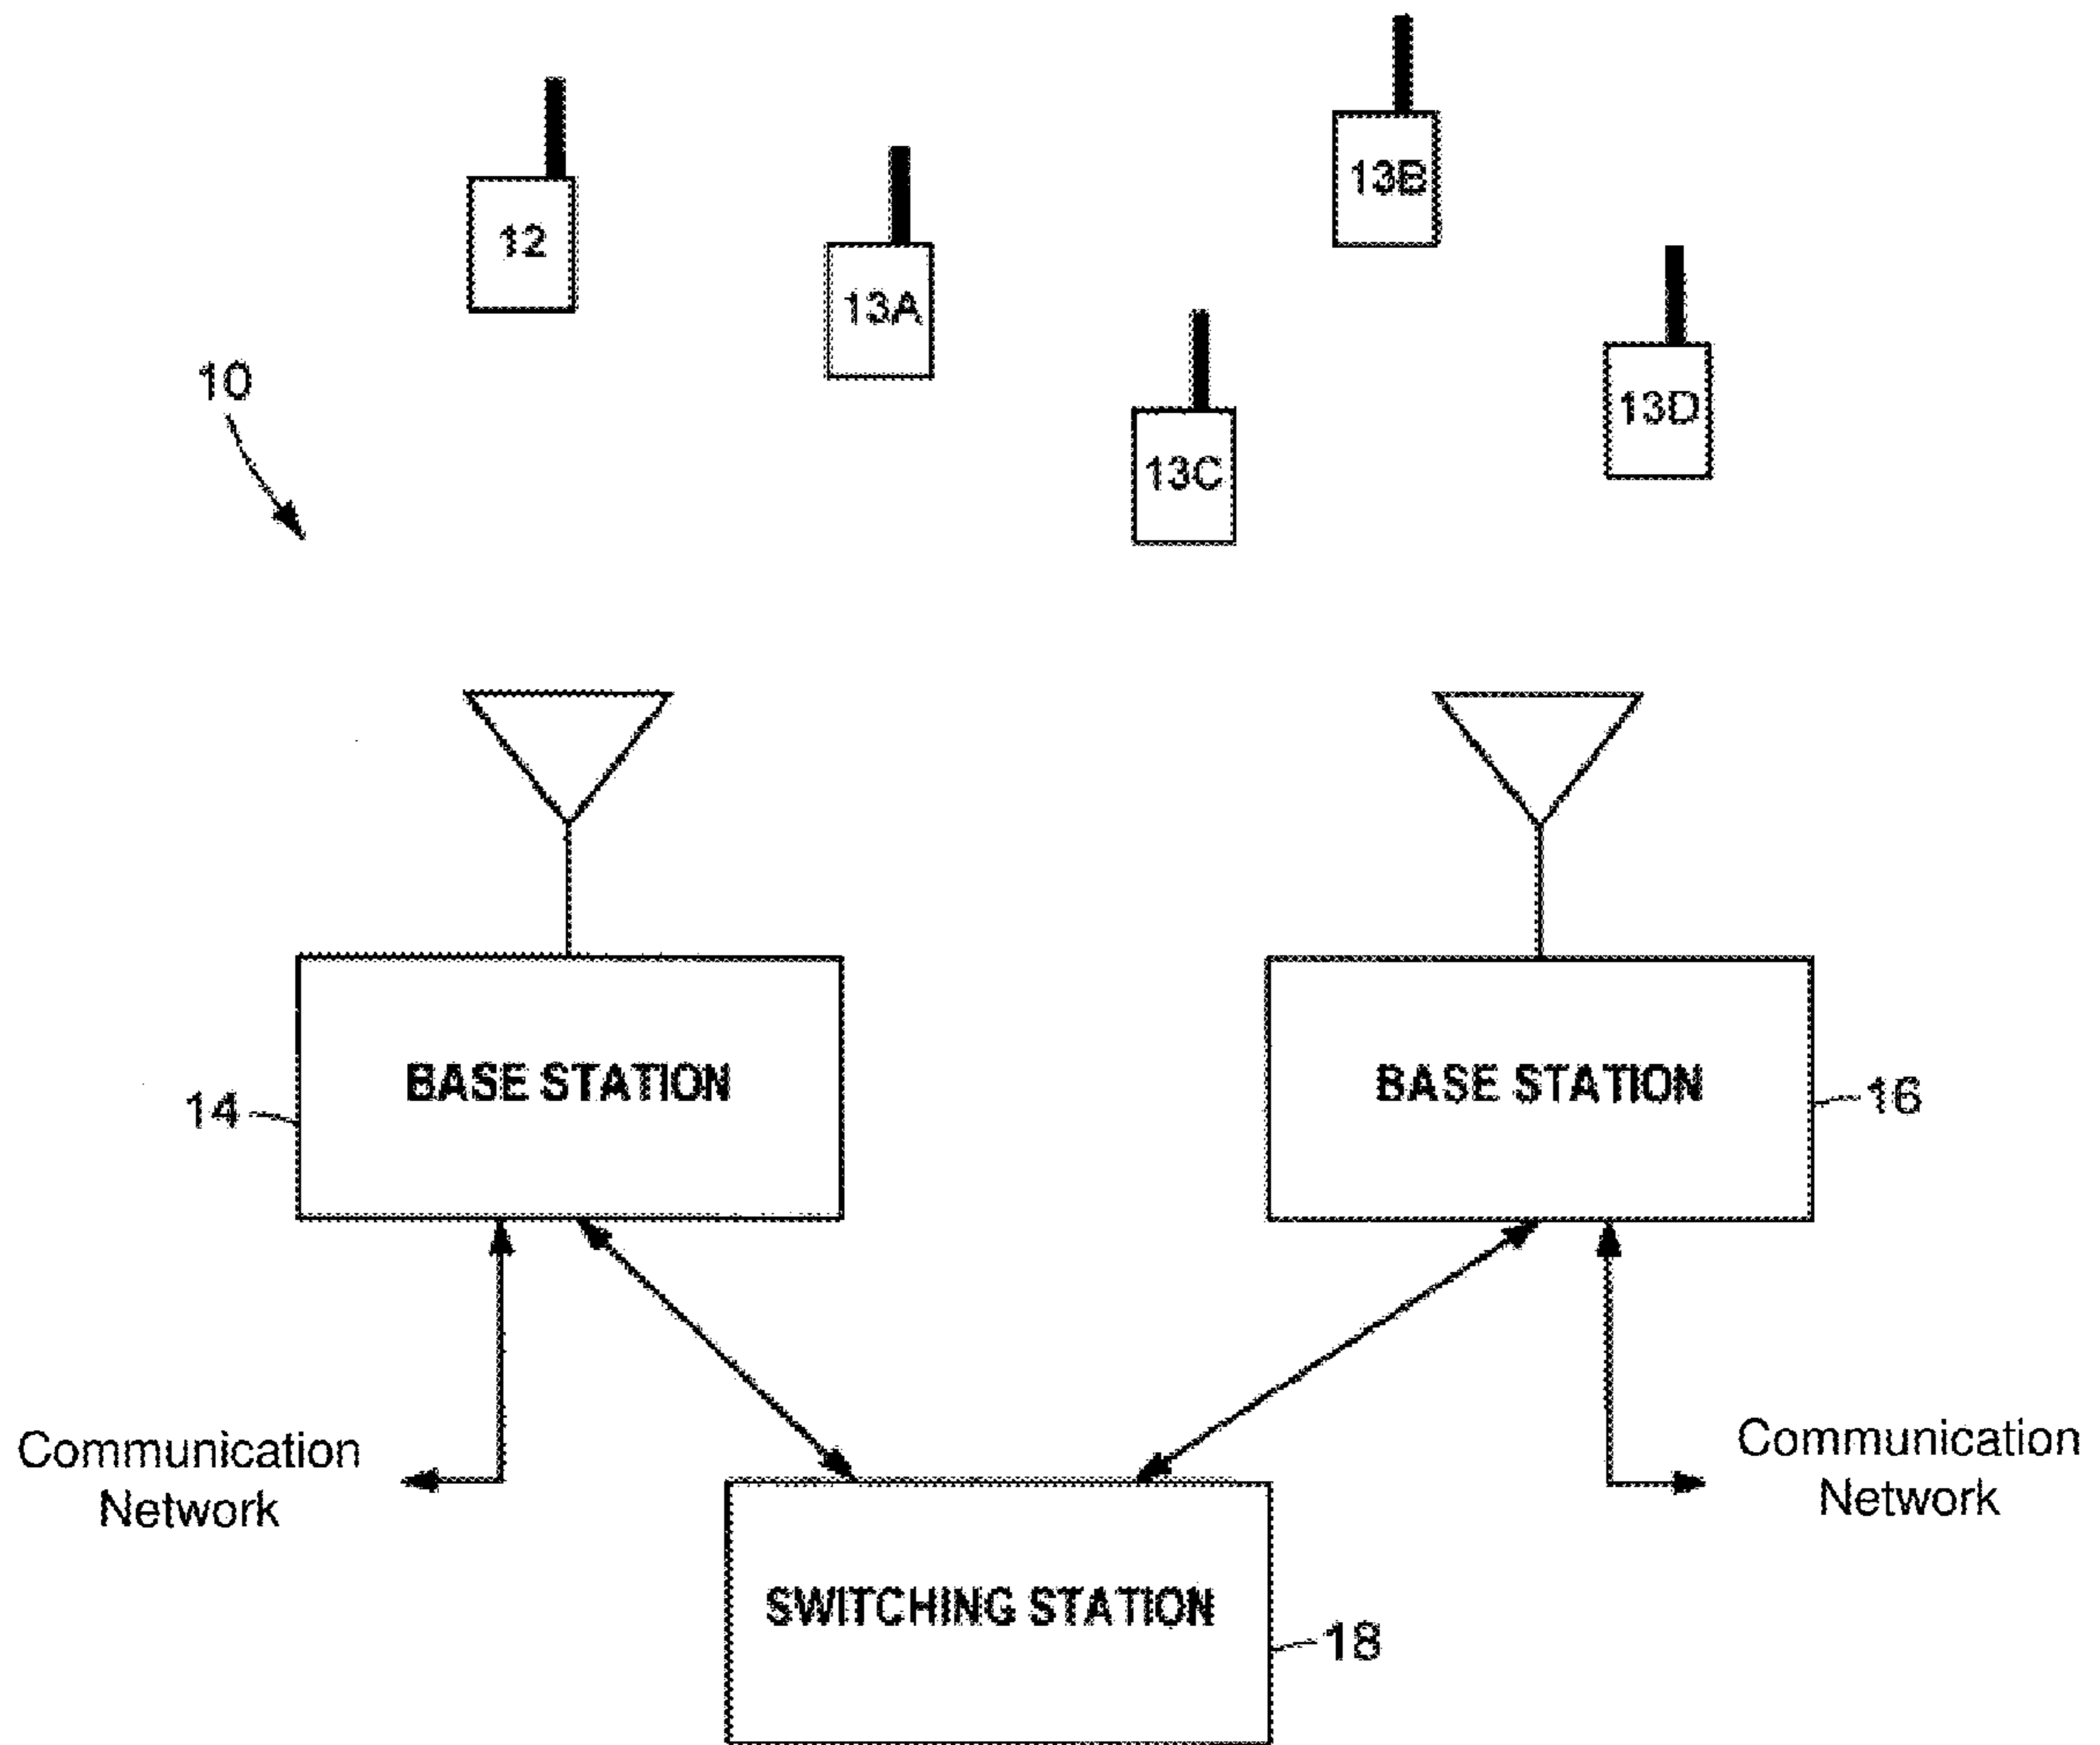 13B
12
13A
13D
10
13C
BASE STATION
BASE STATION
14
16
Communication
Network
Communication
Network
SWITCHING STATION
18